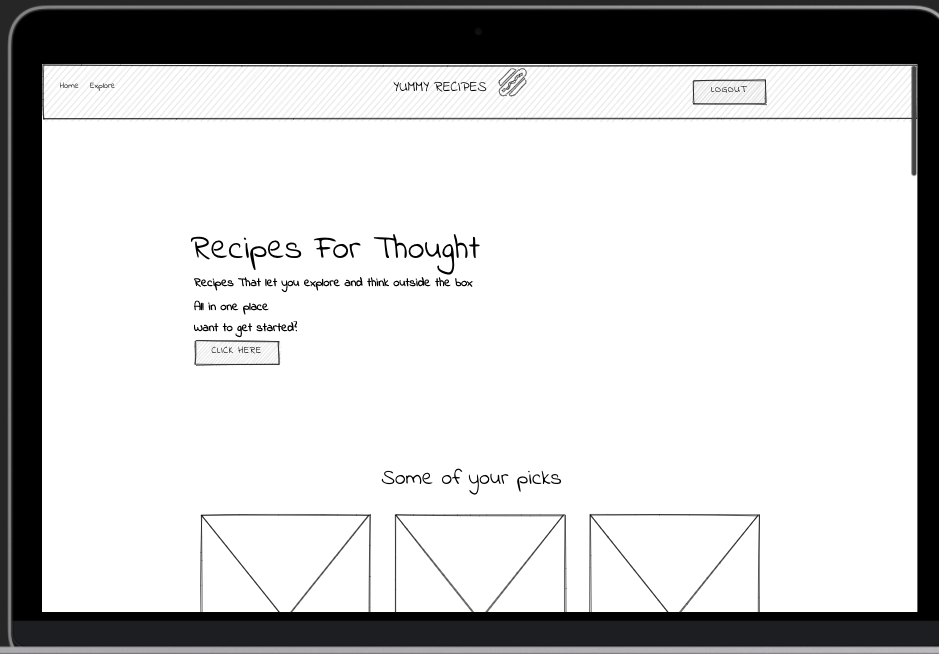 Home Explore YUMMY RECIPES LOGOUT
Recipes For Thought
Recipes That let you explore and think outside the box
All in one place
Want to get started?
CLICK HERE
Some of your picks